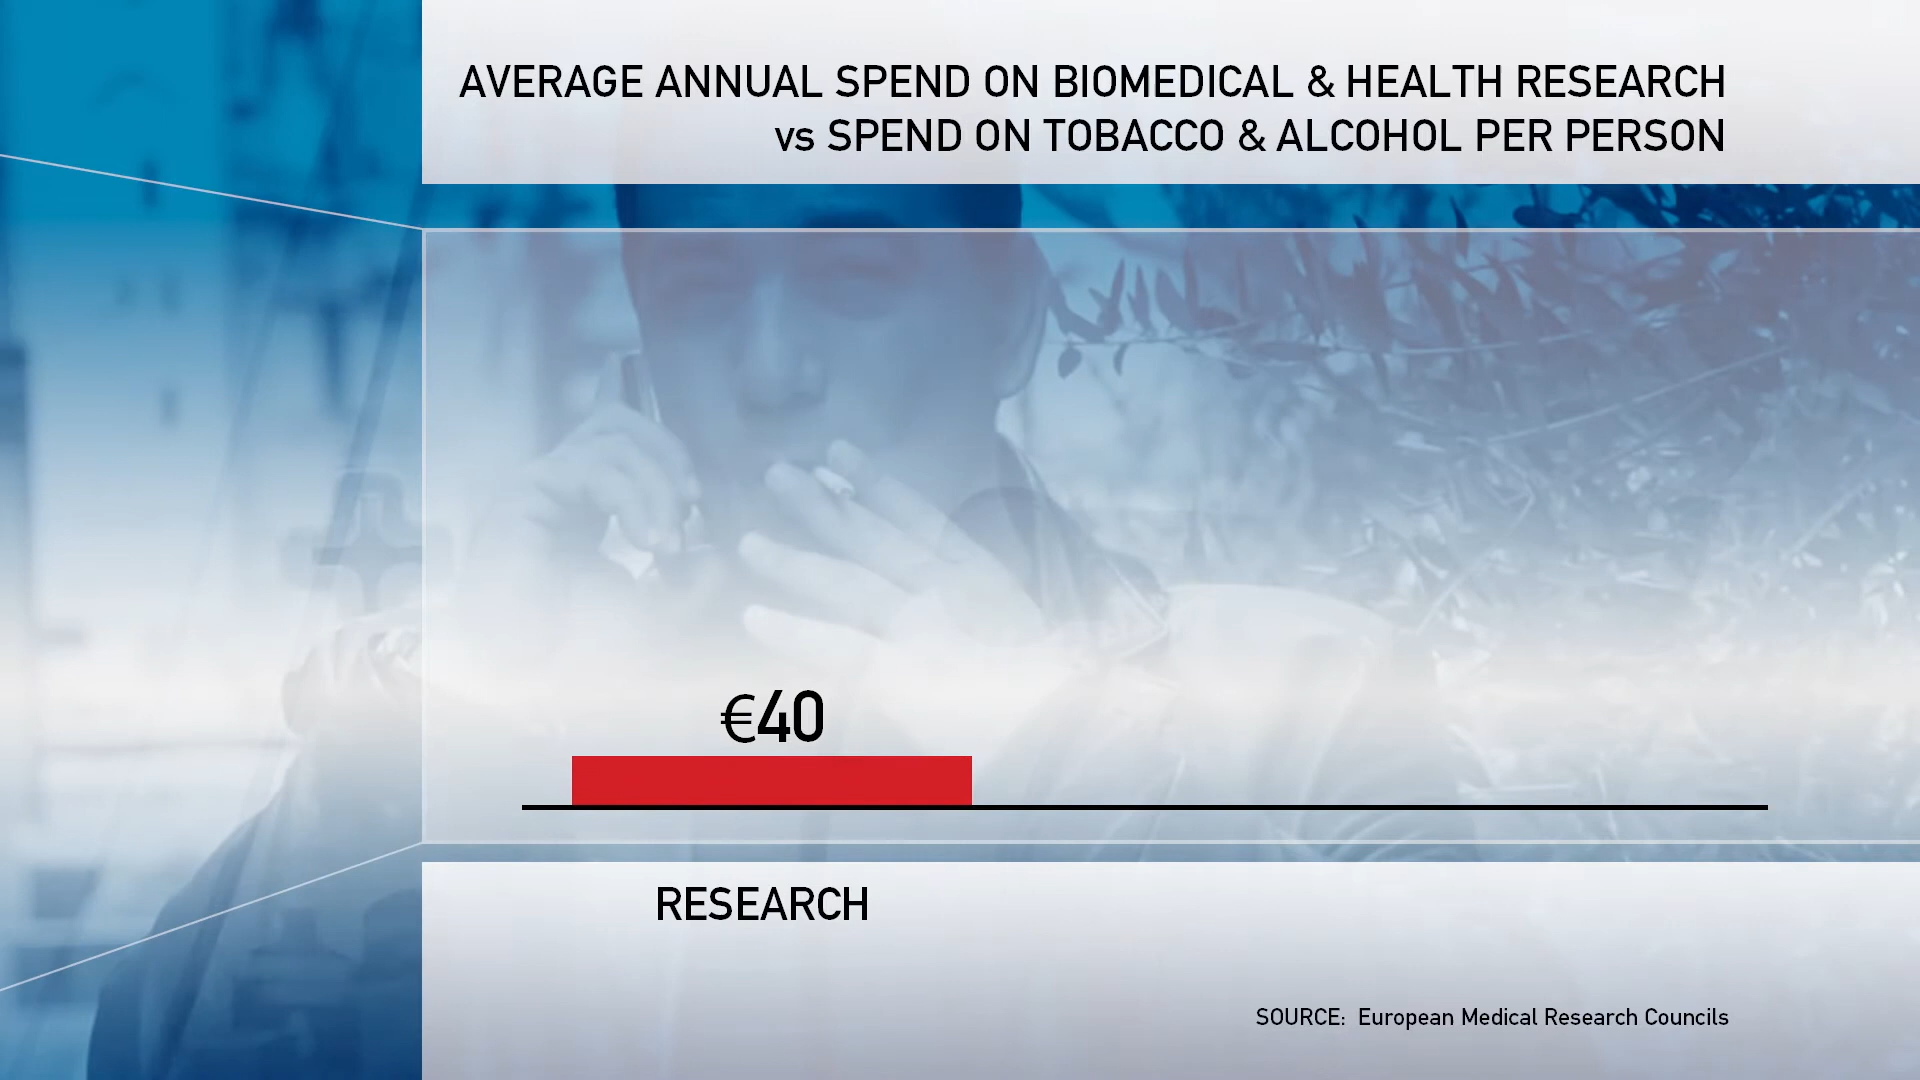 AVERAGE ANNUAL SPEND ON BIOMEDICAL & HEALTH RESEARCH
vs SPEND ON TOBACCO & ALCOHOL PER PERSON
€40
RESEARCH
SOURCE: European Medical Research Councils